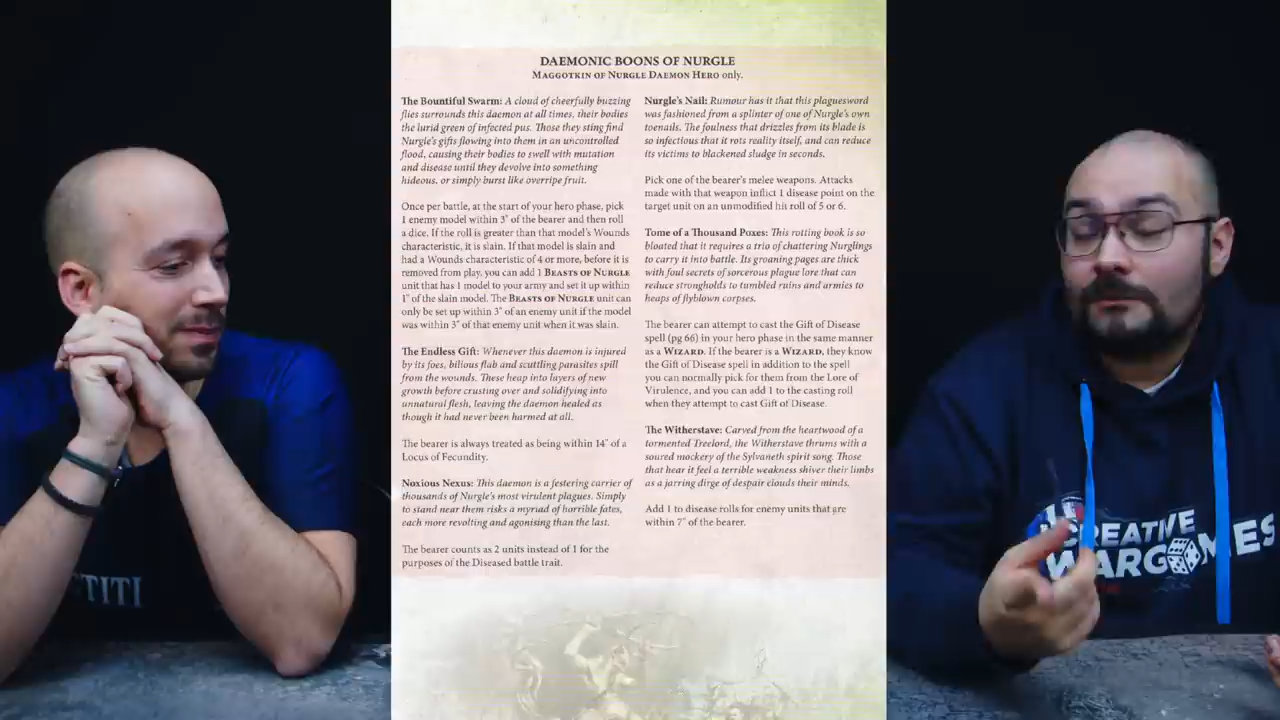 DAEMONIC BOONS OF NURGLE
MAGGOTKIN OF NURGLE DAEMON HERO only.
The Bountiful Swarm: A cloud of cheerfully buzzing
flies surrounds this daemon at all times, their bodies
the lurid green of infected pus. Those they sting find
Nurgle's gifts flowing into them in an uncontrolled
flood, causing their bodies to swell with mutation
and disease until they devolve into something
hideous, or simply burst like overripe fruit.
Once per battle, at the start of your hero phase, pick
1 enemy model within 3" of the bearer and then roll
a dice. If the roll is greater than that model's Wounds
characteristic, it is slain. If that model is slain and
had a Wounds characteristic of 4 or more, before it is
removed from play, you can add 1 BEASTS OF NURGLE
unit that has 1 model to your army and set it up within
1" of the slain model. The BEASTS OF NURGLE unit can
only be set up within 3" of an enemy unit if the model
was within 3" of that enemy unit when it was slain.
The Endless Gift: Whenever this daemon is injured
by its foes, bilious flab and scuttling parasites spill
from the wounds. These heap into layers of new
growth before crusting over and solidifying into
unnatural flesh, leaving the daemon healed as
though it had never been harmed at all.
The bearer is always treated as being within 14" of a
Locus of Fecundity.
Noxious Nexus: This daemon is a festering carrier of
thousands of Nurgle's most virulent plagues. Simply
to stand near them risks a myriad of horrible fates,
each more revolting and agonising than the last.
The bearer counts as 2 units instead of 1 for the
purposes of the Diseased battle trait.
Nurgle's Nail: Rumour has it that this plaguesword
was fashioned from a splinter of one of Nurgle's own
toenails. The foulness that drizzles from its blade is
so infectious that it rots reality itself, and can reduce
its victims to blackened sludge in seconds.
Pick one of the bearer's melee weapons. Attacks
made with that weapon inflict 1 disease point on the
target unit on an unmodified hit roll of 5 or 6.
Tome of a Thousand Poxes: This rotting book is so
bloated that it requires a trio of chattering Nurglings
to carry it into battle. Its groaning pages are thick
with foul secrets of sorcerous plague lore that can
reduce strongholds to tumbled ruins and armies to
heaps of flyblown corpses.
The bearer can attempt to cast the Gift of Disease
spell (pg 66) in your hero phase in the same manner
as a WIZARD. If the bearer is a WIZARD, they know
the Gift of Disease spell in addition to the spell
you can normally pick for them from the Lore of
Virulence, and you can add 1 to the casting roll
when they attempt to cast Gift of Disease.
The Witherstave: Carved from the heartwood of a
tormented Treelord, the Witherstave thrums with a
soured mockery of the Sylvaneth spirit song. Those
that hear it feel a terrible weakness shiver their limbs
as a jarring dirge of despair clouds their minds.
Add 1 to disease rolls for enemy units that are
within 7" of the bearer.
TITI
CREATIVE
WARGAMES